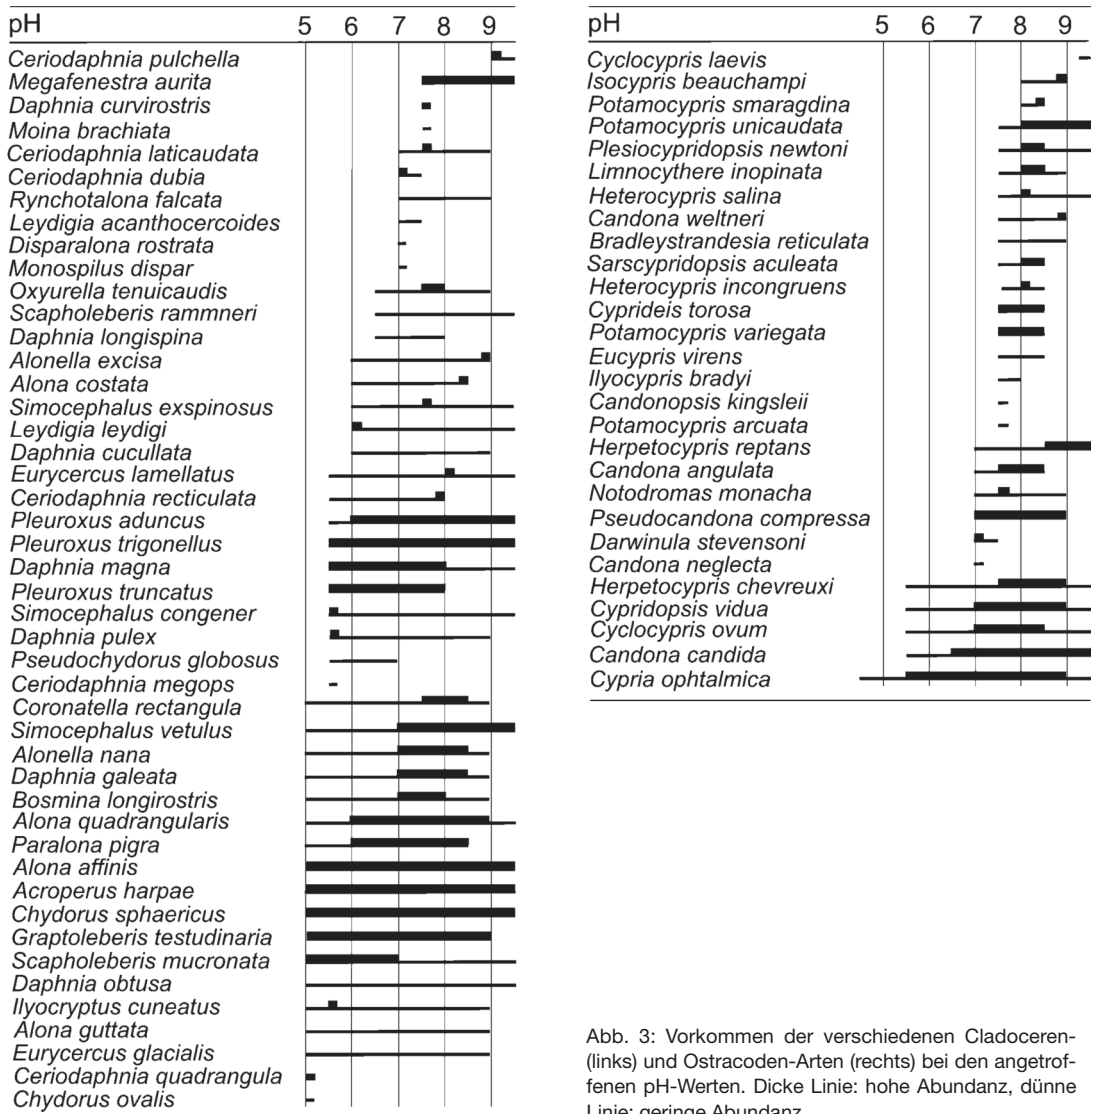 pH 5 6 7 8 9
Ceriodaphnia pulchella
Megafenestra aurita
Daphnia curvirostris
Moina brachiata
Ceriodaphnia laticaudata
Ceriodaphnia dubia
Rynchotalona falcata
Leydigia acanthocercoides
Disparalona rostrata
Monospilus dispar
Oxyurella tenuicaudis
Scapholeberis rammneri
Daphnia longispina
Alonella excisa
Alona costata
Simocephalus exspinosus
Leydigia leydigi
Daphnia cucullata
Eurycercus lamellatus
Ceriodaphnia recticulata
Pleuroxus aduncus
Pleuroxus trigonellus
Daphnia magna
Pleuroxus truncatus
Simocephalus congener
Daphnia pulex
Pseudochydorus globosus
Ceriodaphnia megops
Coronatella rectangula
Simocephalus vetulus
Alonella nana
Daphnia galeata
Bosmina longirostris
Alona quadrangularis
Paralona pigra
Alona affinis
Acroperus harpae
Chydorus sphaericus
Graptoleberis testudinaria
Scapholeberis mucronata
Daphnia obtusa
Ilyocryptus cuneatus
Alona guttata
Eurycercus glacialis
Ceriodaphnia quadrangula
Chydorus ovalis
pH 5 6 7 8 9
Cyclocypris laevis
Isocypris beauchampi
Potamocypris smaragdina
Potamocypris unicaudata
Plesiocypridopsis newtoni
Limnocythere inopinata
Heterocypris salina
Candona weltneri
Bradleystrandesia reticulata
Sarscypridopsis aculeata
Heterocypris incongruens
Cyprideis torosa
Potamocypris variegata
Eucypris virens
Ilyocypris bradyi
Candonopsis kingsleii
Potamocypris arcuata
Herpetocypris reptans
Candona angulata
Notodromas monacha
Pseudocandona compressa
Darwinula stevensoni
Candona neglecta
Herpetocypris chevreuxi
Cypridopsis vidua
Cyclocypris ovum
Candona candida
Cypria ophtalmica
Abb. 3: Vorkommen der verschiedenen Cladoceren-
(links) und Ostracoden-Arten (rechts) bei den angetrof-
fenen pH-Werten. Dicke Linie: hohe Abundanz, dünne
Linie: geringe Abundanz